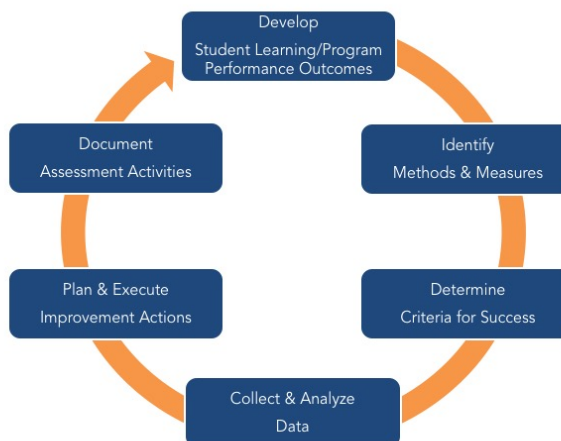 Develop
Student Learning/Program
Performance Outcomes
Identify
Methods & Measures
Determine
Criteria for Success
Collect & Analyze
Data
Plan & Execute
Improvement Actions
Document
Assessment Activities